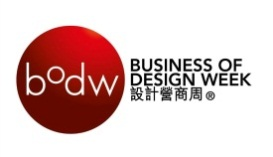 bodw
BUSINESS OF
DESIGN WEEK
設計營商周®